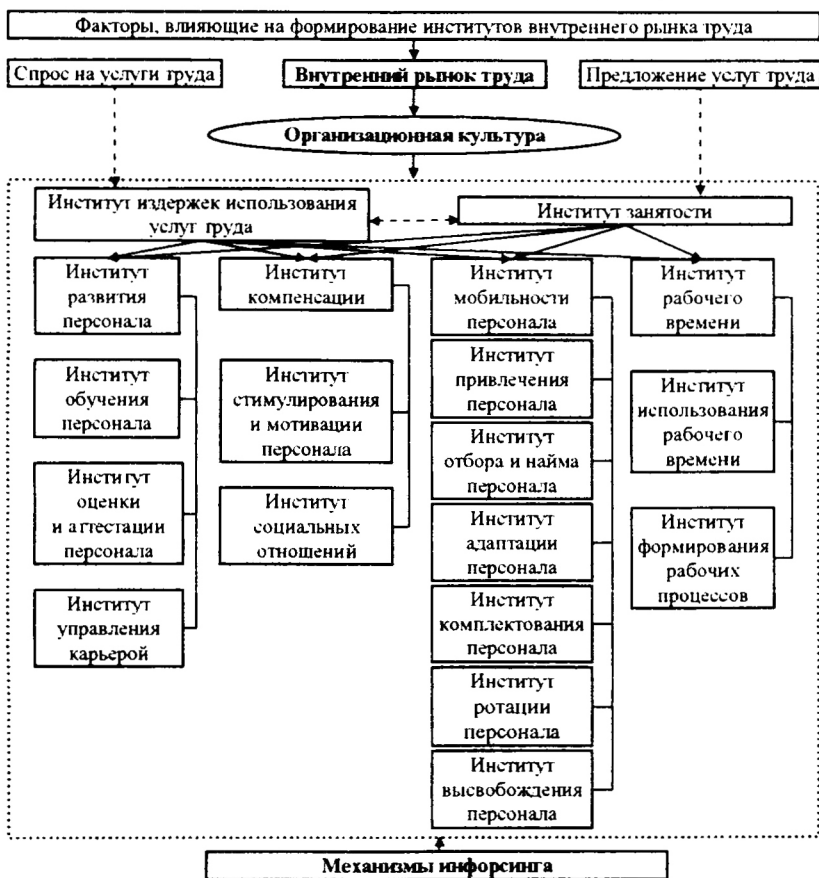 Факторы, влияющие на формирование институтов внутреннего рынка труда
Спрос на услуги труда
Внутренний рынок труда
Предложение услуг труда
Организационная культура
Институт издержек использования
услуг труда
Институт занятости
Институт
развития
персонала
Институт
обучения
персонала
Институт
оценки
и аттестации
персонала
Институт
управления
карьерой
Институт
компенсации
Институт
стимулирования
и мотивации
персонала
Институт
социальных
отношений
Институт
мобильности
персонала
Институт
привлечения
персонала
Институт
отбора и найма
персонала
Институт
адаптации
персонала
Институт
комплектования
персонала
Институт
ротации
персонала
Институт
высвобождения
персонала
Институт
рабочего
времени
Институт
использования
рабочего
времени
Институт
формирования
рабочих
процессов
Механизмы инфорсинга